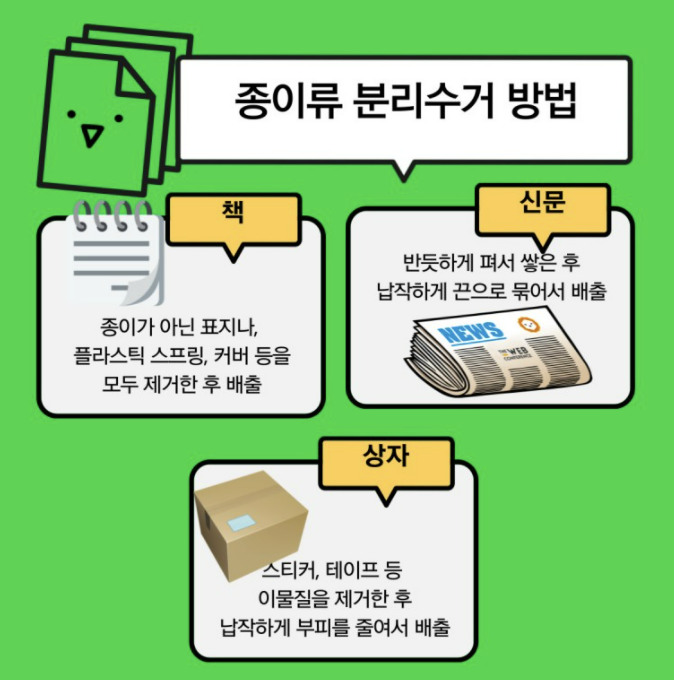 종이류 분리수거 방법
책
종이가 아닌 표지나,
플라스틱 스프링, 커버 등을
모두 제거한 후 배출
신문
반듯하게 펴서 쌓은 후
납작하게 끈으로 묶어서 배출
NEWS
THE WEB
CONFERENCE
상자
스티커, 테이프 등
이물질을 제거한 후
납작하게 부피를 줄여서 배출